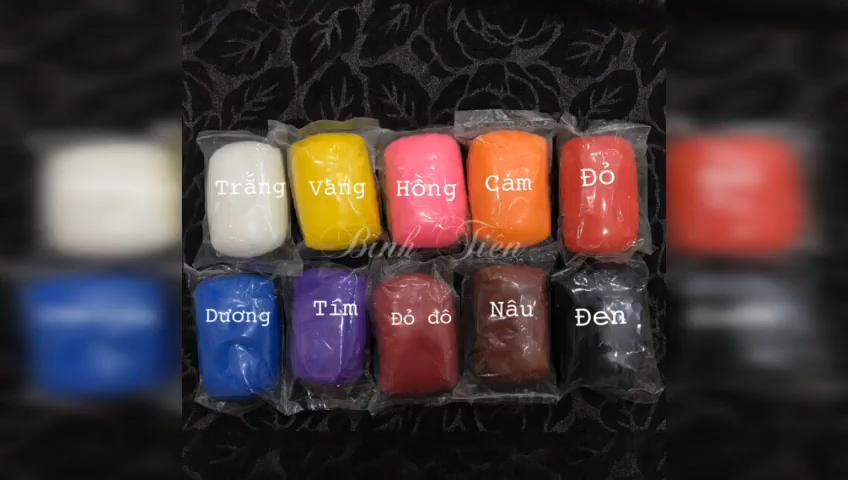 Trắng Vàng Hồng Cam Đỏ
Bình Tiên
Dương Tím Đỏ đô Nâu Đen